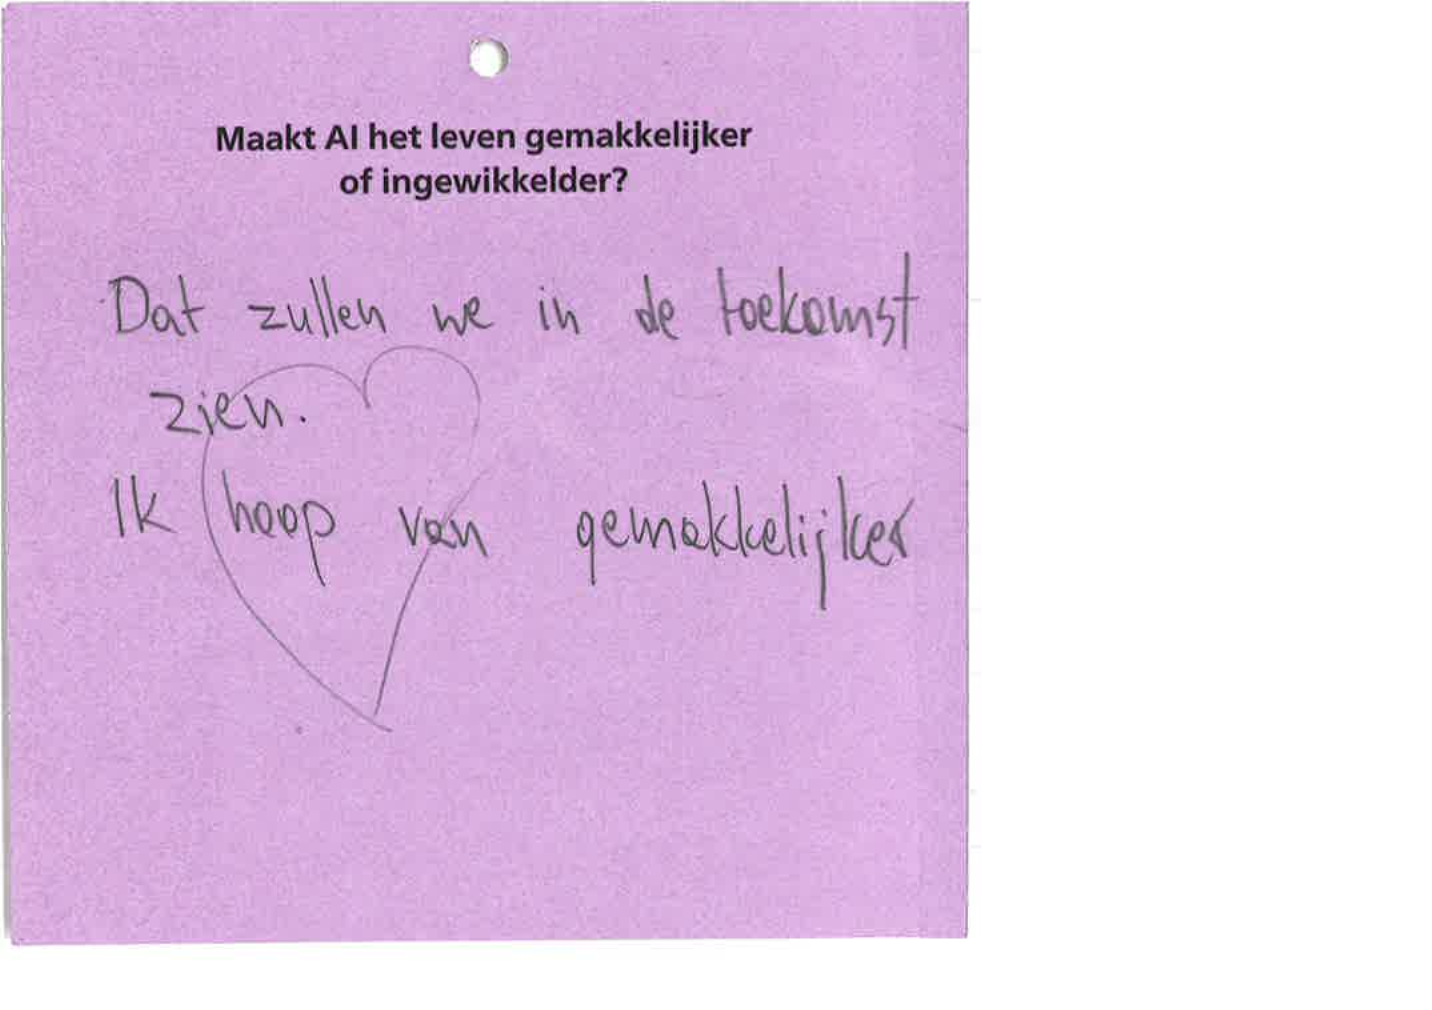 Maakt AI het leven gemakkelijker
of ingewikkelder?
Dat zullen we in de toekomst
zien.
Ik hoop van gemakkelijker